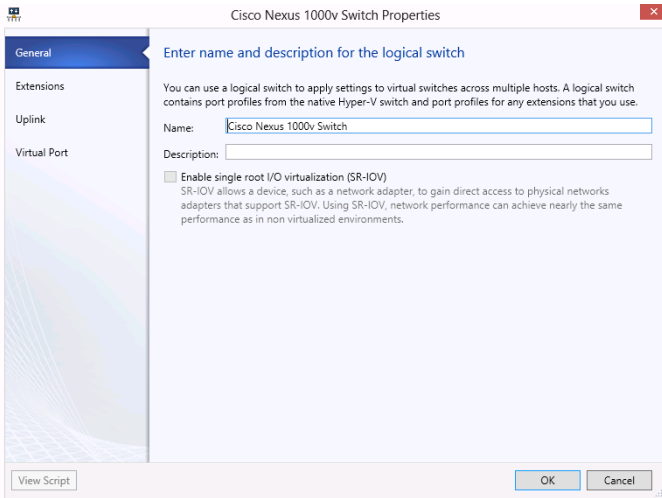 Cisco Nexus 1000v Switch Properties
General
Extensions
Uplink
Virtual Port
Enter name and description for the logical switch
You can use a logical switch to apply settings to virtual switches across multiple hosts. A logical switch
contains port profiles from the native Hyper-V switch and port profiles for any extensions that you use.
Name: Cisco Nexus 1000v Switch
Description:
Enable single root I/O virtualization (SR-IOV)
SR-IOV allows a device, such as a network adapter, to gain direct access to physical networks
adapters that support SR-IOV. Using SR-IOV, network performance can achieve nearly the same
performance as in non virtualized environments.
View Script
OK
Cancel